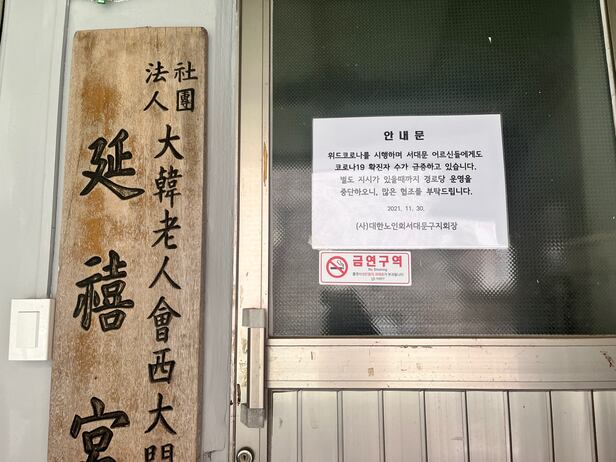 社團
法人
大韓老人會西大門
延禧宮
안 내 문
위드코로나를 시행하며 서대문 어르신들에게도
코로나19 확진자 수가 급증하고 있습니다.
별도 지시가 있을때까지 경로당 운영을
중단하오니, 많은 협조를 부탁드립니다.
2021. 11. 30.
(사)대한노인회서대문구지회장
금연구역
No Smoking